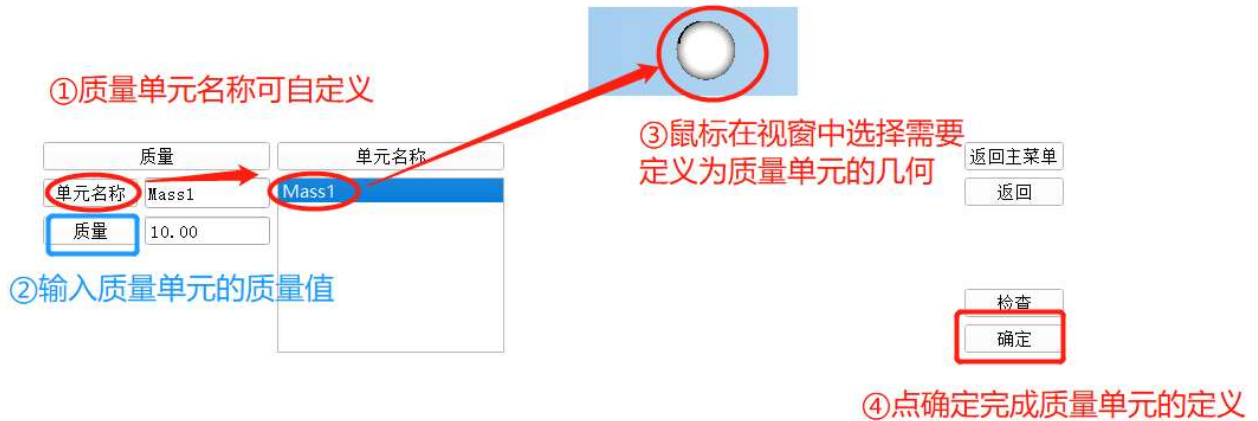 ①质量单元名称可自定义
③鼠标在视窗中选择需要
定义为质量单元的几何
质量
单元名称
返回主菜单
单元名称
Mass1
Mass1
返回
质量
10.00
②输入质量单元的质量值
检查
确定
④点确定完成质量单元的定义